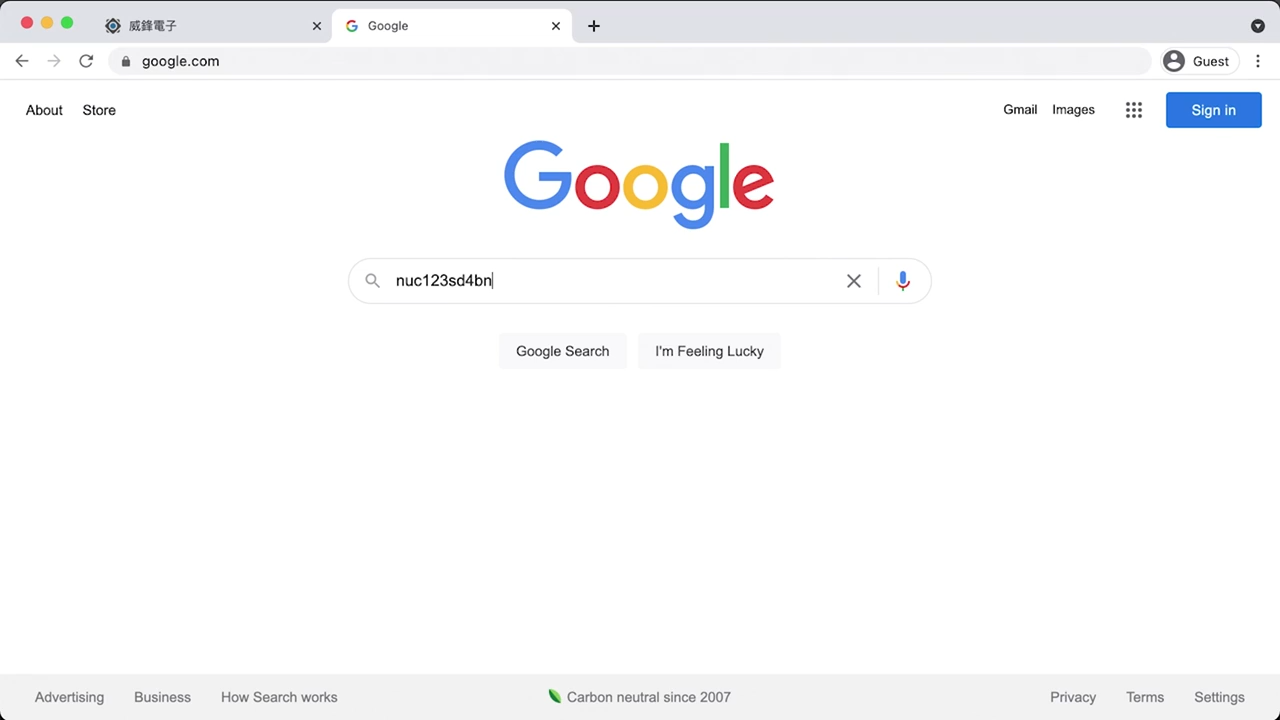 威鋒電子
Google
google.com
Guest
About
Store
Gmail
Images
Sign in
Google
nuc123sd4bn
Google Search
I'm Feeling Lucky
Advertising
Business
How Search works
Carbon neutral since 2007
Privacy
Terms
Settings